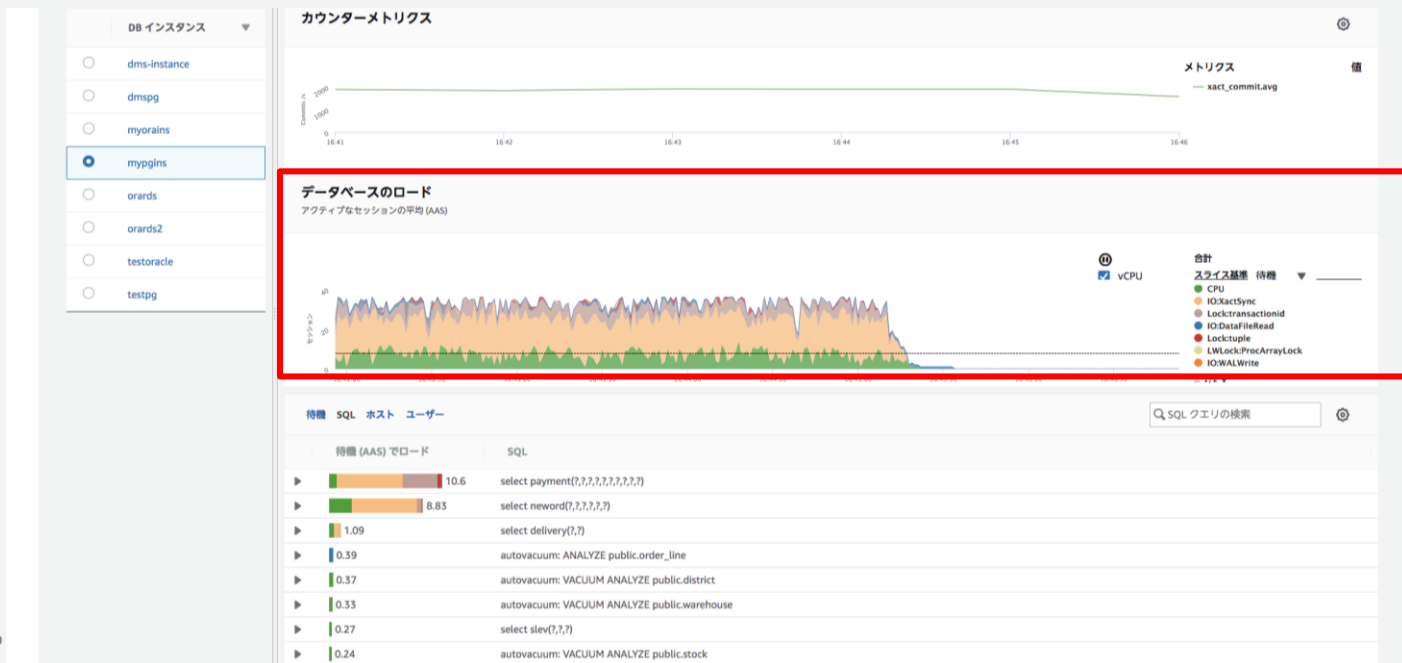 DB インスタンス
dms-instance
dmspg
myorains
mypgins
orards
orards2
testoracle
testpg
カウンターメトリクス
メトリクス 値
xact_commit.avg
Commits /s
2000
1000
0
16:41 16:42 16:43 16:44 16:45 16:46
データベースのロード
アクティブなセッションの平均 (AAS)
vCPU
合計
スライス基準 待機
CPU
IO:XactSync
Lock:transactionid
IO:DataFileRead
Lock:tuple
LWLock:ProcArrayLock
IO:WALWrite
セッション
40
20
0
待機 SQL ホスト ユーザー
SQL クエリの検索
待機 (AAS) でロード SQL
10.6 select payment(?,?,?,?,?,?,?,?,?,?)
8.83 select neword(?,?,?,?,?,?)
1.09 select delivery(?,?)
0.39 autovacuum: ANALYZE public.order_line
0.37 autovacuum: VACUUM ANALYZE public.district
0.33 autovacuum: VACUUM ANALYZE public.warehouse
0.27 select slev(?,?,?)
0.24 autovacuum: VACUUM ANALYZE public.stock